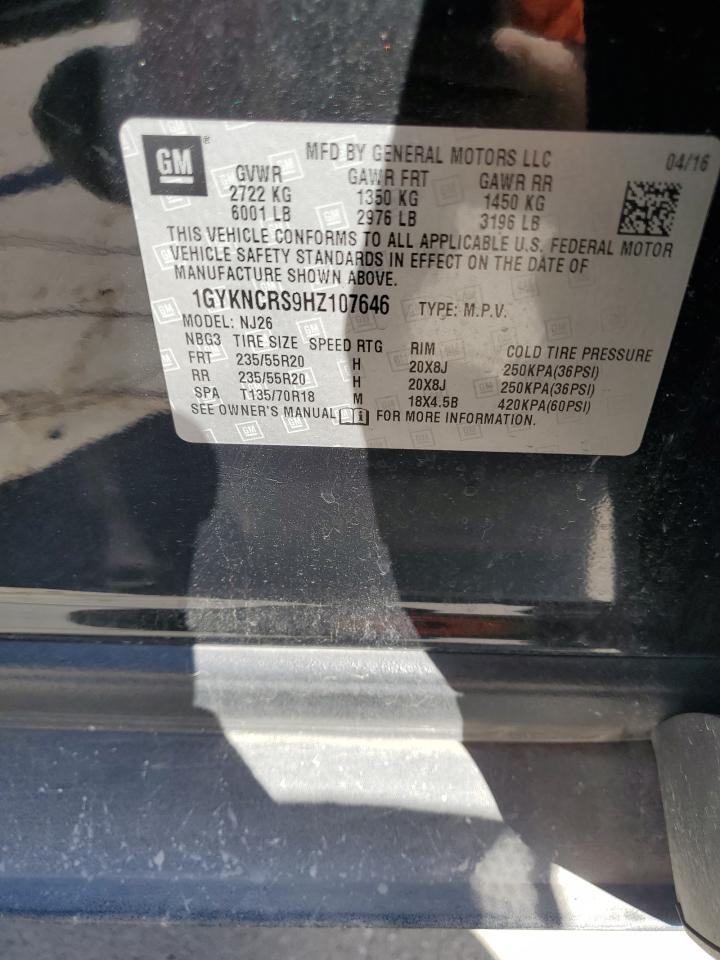 GM ® MFD BY GENERAL MOTORS LLC 04/16
GVWR GAWR FRT GAWR RR
2722 KG 1350 KG 1450 KG
6001 LB 2976 LB 3196 LB
THIS VEHICLE CONFORMS TO ALL APPLICABLE U.S. FEDERAL MOTOR
VEHICLE SAFETY STANDARDS IN EFFECT ON THE DATE OF
MANUFACTURE SHOWN ABOVE.
1GYKNCRS9HZ107646 TYPE: M.P.V.
MODEL: NJ26
NBG3 TIRE SIZE SPEED RTG RIM COLD TIRE PRESSURE
FRT 235/55R20 H 20X8J 250KPA(36PSI)
RR 235/55R20 H 20X8J 250KPA(36PSI)
SPA T135/70R18 M 18X4.5B 420KPA(60PSI)
SEE OWNER'S MANUAL i FOR MORE INFORMATION.